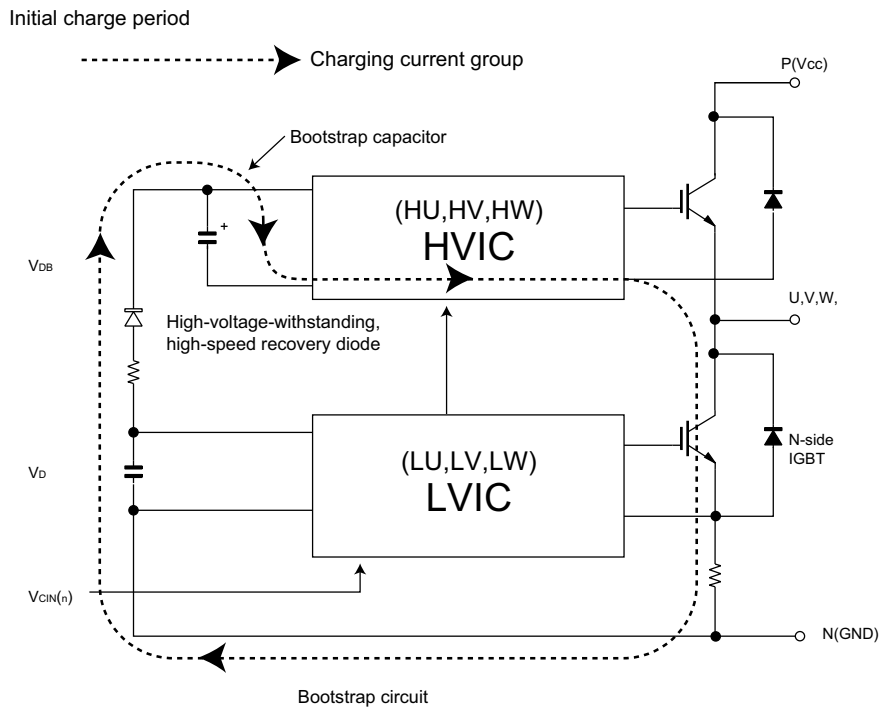 Initial charge period
Charging current group
P(Vcc)
Bootstrap capacitor
+
(HU,HV,HW)
HVIC
VDB
U,V,W,
High-voltage-withstanding,
high-speed recovery diode
(LU,LV,LW)
LVIC
N-side
IGBT
VD
VCIN(n)
N(GND)
Bootstrap circuit